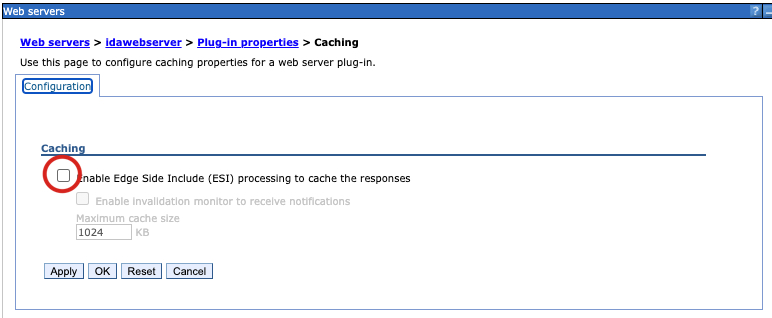 Web servers ?
Web servers > idawebserver > Plug-in properties > Caching
Use this page to configure caching properties for a web server plug-in.
Configuration
Caching
Enable Edge Side Include (ESI) processing to cache the responses
Enable invalidation monitor to receive notifications
Maximum cache size
1024 KB
Apply OK Reset Cancel